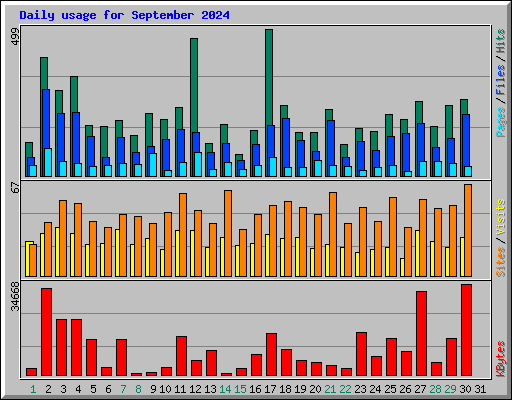 Daily usage for September 2024
499
Pages / Files / Hits
67
Sites / Visits
34668
KBytes
1 2 3 4 5 6 7 8 9 10 11 12 13 14 15 16 17 18 19 20 21 22 23 24 25 26 27 28 29 30 31